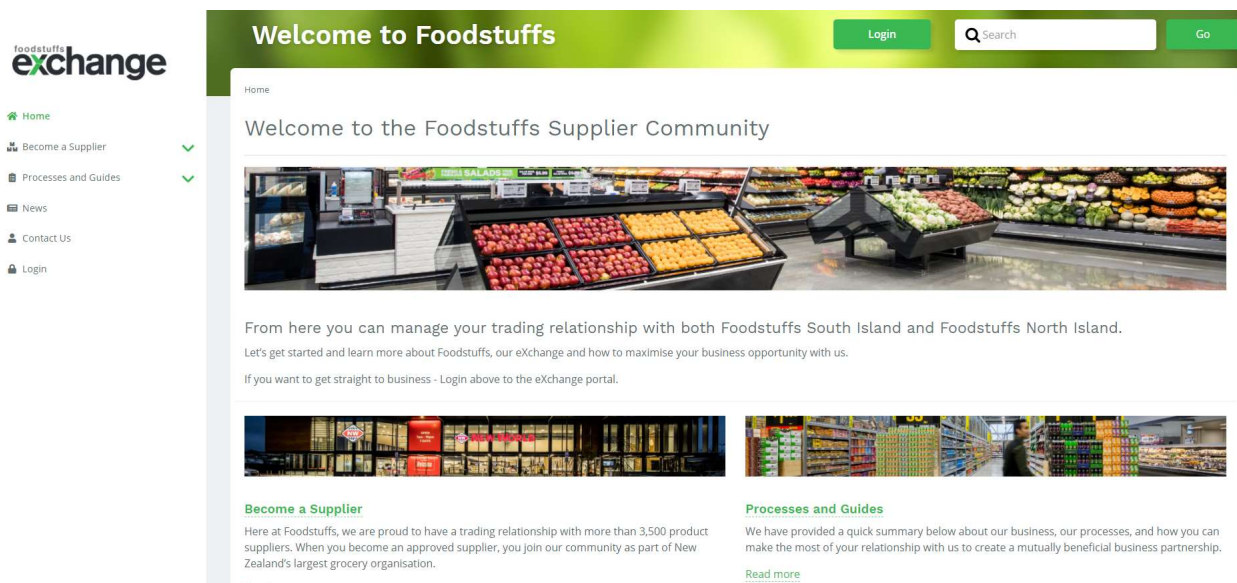 foodstuffs
exchange
Home
Become a Supplier
Processes and Guides
News
Contact Us
Login
Welcome to Foodstuffs
Login
Search
Go
Home
Welcome to the Foodstuffs Supplier Community
SALADS
From here you can manage your trading relationship with both Foodstuffs South Island and Foodstuffs North Island.
Let's get started and learn more about Foodstuffs, our eXchange and how to maximise your business opportunity with us.
If you want to get straight to business - Login above to the eXchange portal.
NW
NEW WORLD
Become a Supplier
Here at Foodstuffs, we are proud to have a trading relationship with more than 3,500 product
suppliers. When you become an approved supplier, you join our community as part of New
Zealand's largest grocery organisation.
Processes and Guides
We have provided a quick summary below about our business, our processes, and how you can
make the most of your relationship with us to create a mutually beneficial business partnership.
Read more